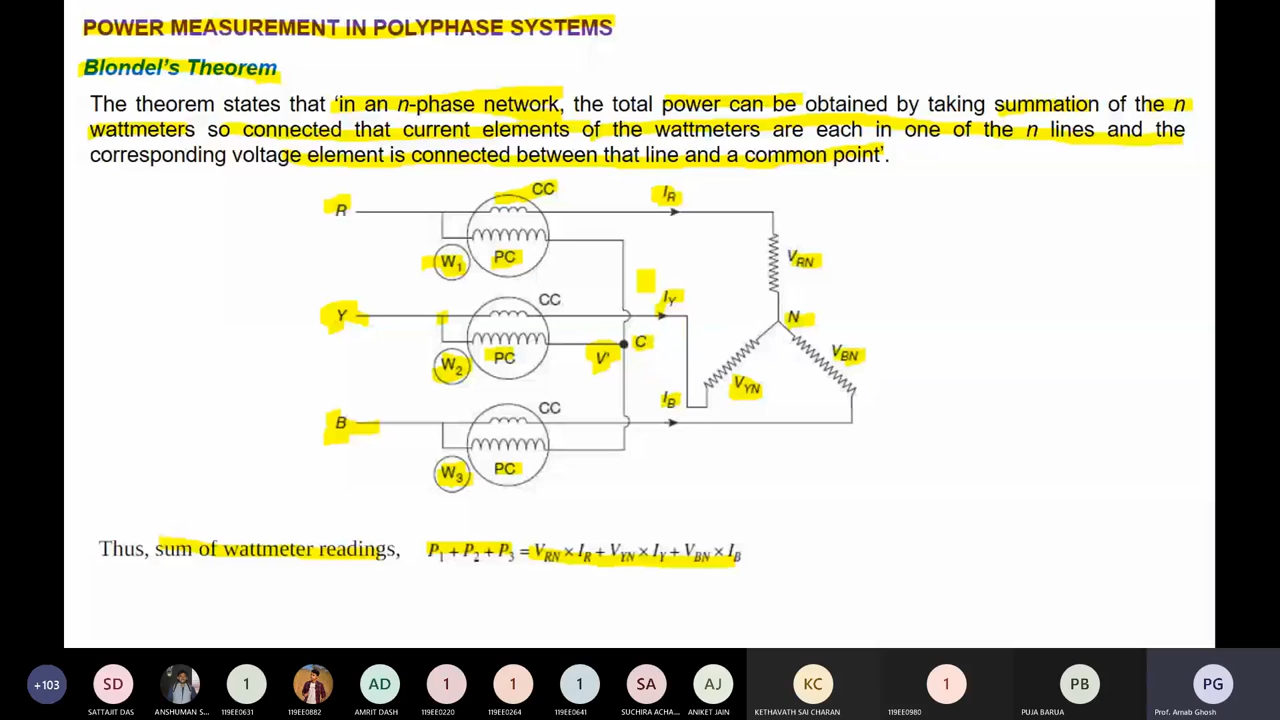 POWER MEASUREMENT IN POLYPHASE SYSTEMS
Blondel's Theorem
The theorem states that 'in an n-phase network, the total power can be obtained by taking summation of the n
wattmeters so connected that current elements of the wattmeters are each in one of the n lines and the
corresponding voltage element is connected between that line and a common point'.
CC
R
I_R
W_1
PC
V_RN
CC
Y
I_Y
N
W_2
PC
V'
C
V_BN
V_YN
I_B
CC
B
W_3
PC
Thus, sum of wattmeter readings, P_1 + P_2 + P_3 = V_RN × I_R + V_YN × I_Y + V_BN × I_B
+103
SD
1
AD
1
1
1
SA
AJ
KC
1
PB
PG
SATTAJIT DAS
ANSHUMAN S...
119EE0631
119EE0882
AMRIT DASH
119EE0220
119EE0264
119EE0641
SUCHIRA ACHA...
ANIKET JAIN
KETHAVATH SAI CHARAN
119EE0980
PUJA BARUA
Prof. Arnab Ghosh